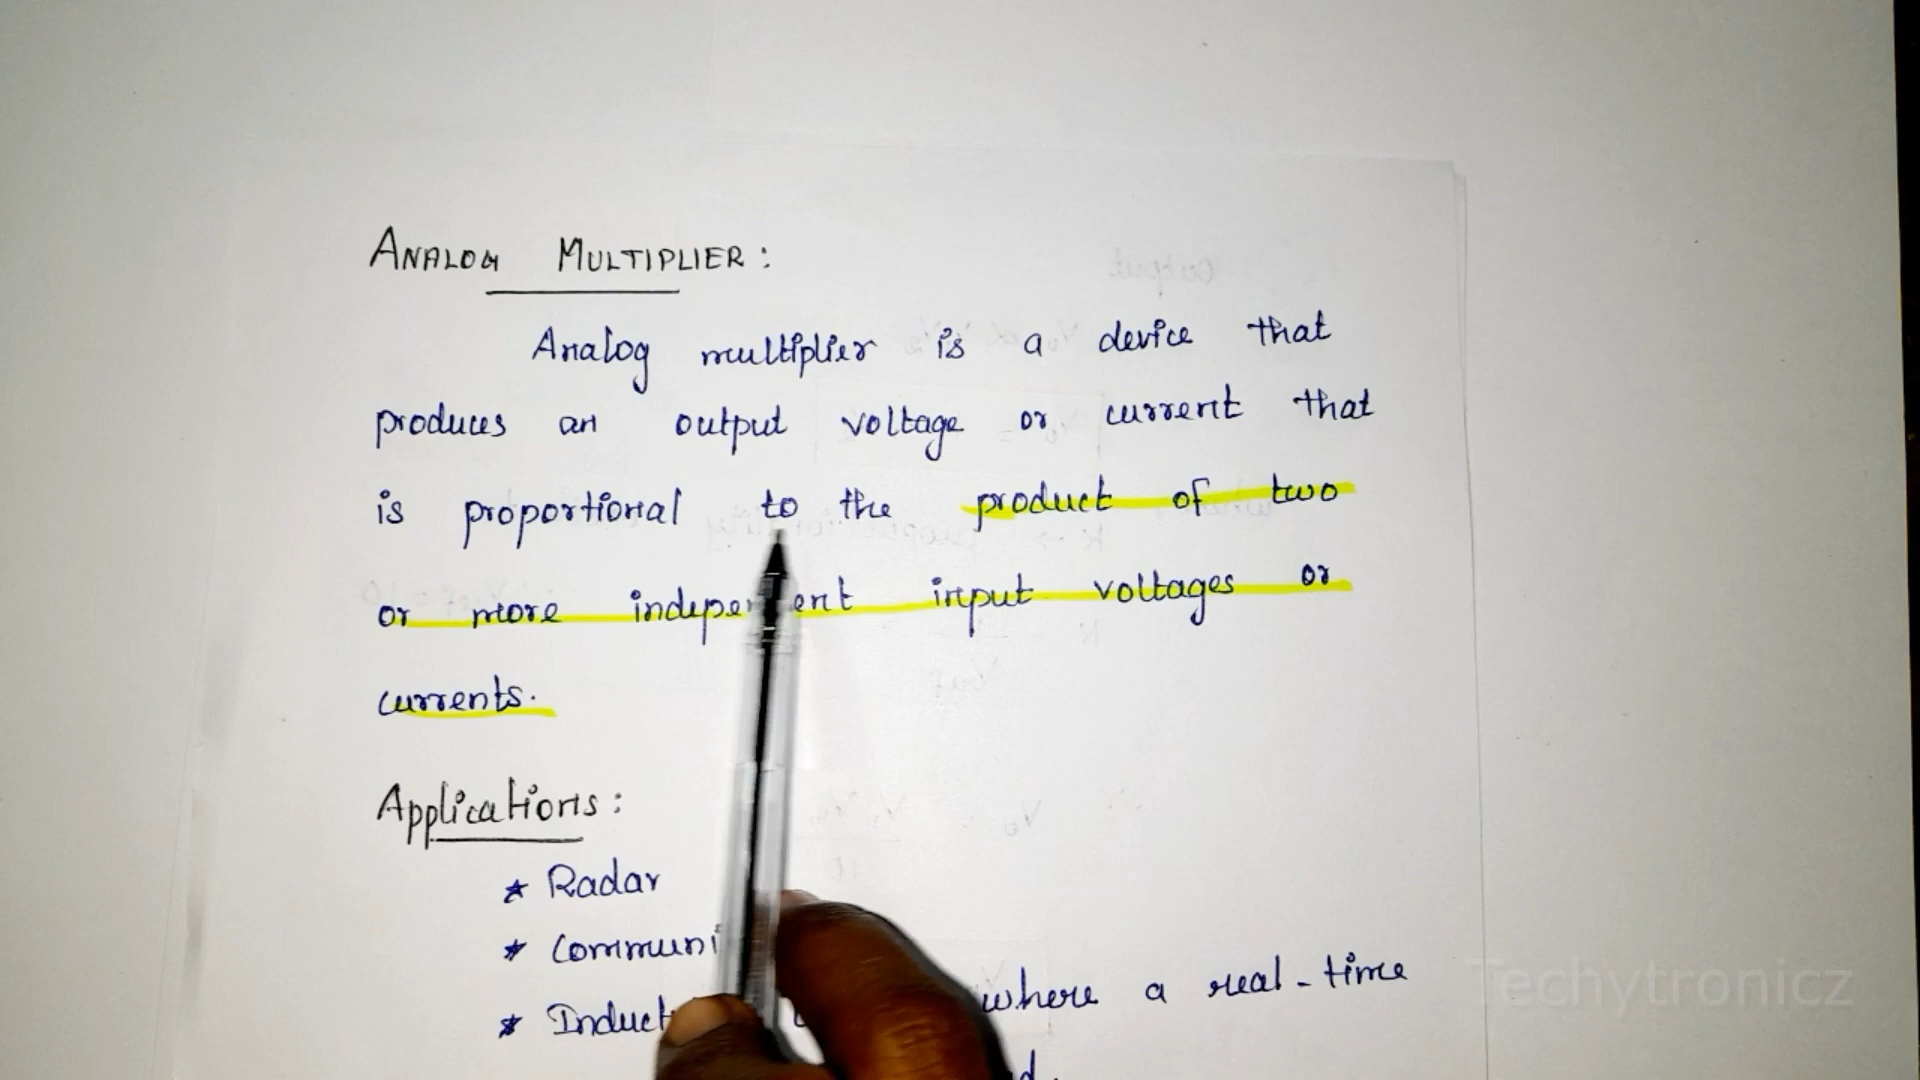 ANALOG MULTIPLIER:
Analog multiplier is a device that
produces an output voltage or current that
is proportional to the product of two
or more independent input voltages or
currents.
Applications:
★ Radar
★ Communi
★ Induct where a real-time
Techytronicz